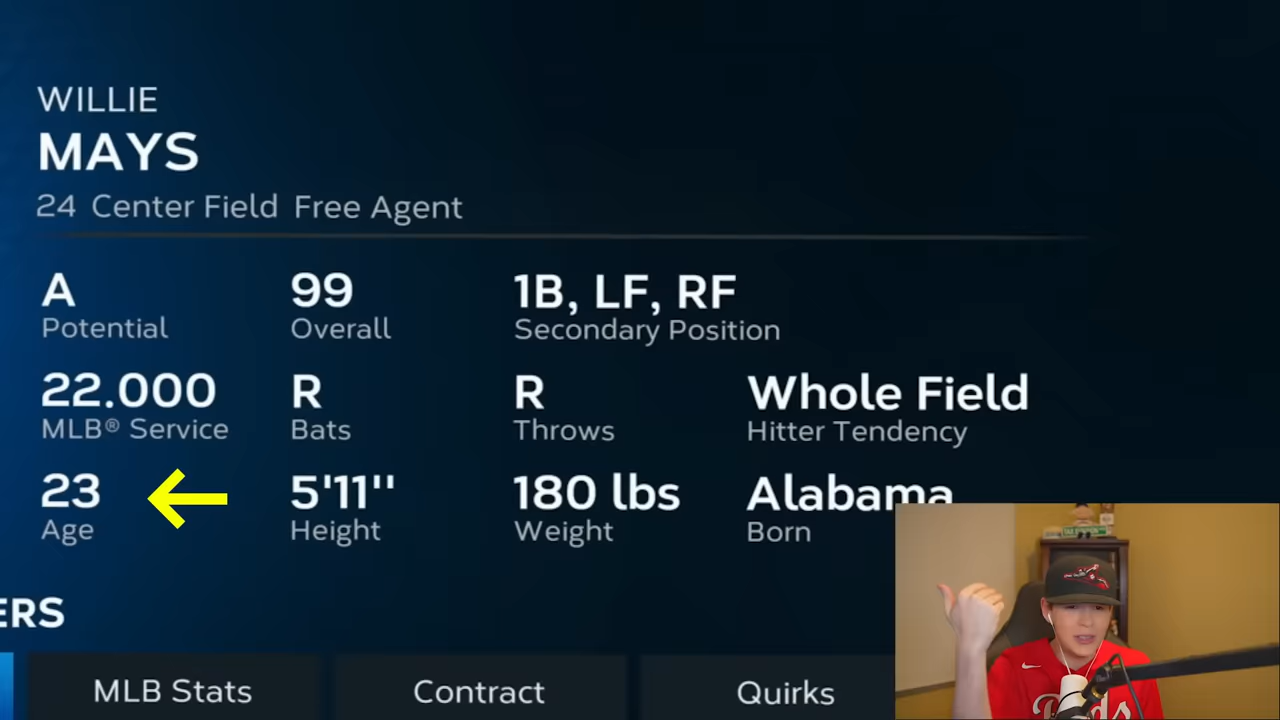 WILLIE
MAYS
24 Center Field Free Agent
A 99 1B, LF, RF
Potential Overall Secondary Position
22.000 R R Whole Field
MLB® Service Bats Throws Hitter Tendency
23 5'11'' 180 lbs Alabama
Age Height Weight Born
ERS
MLB Stats Contract Quirks
Reds